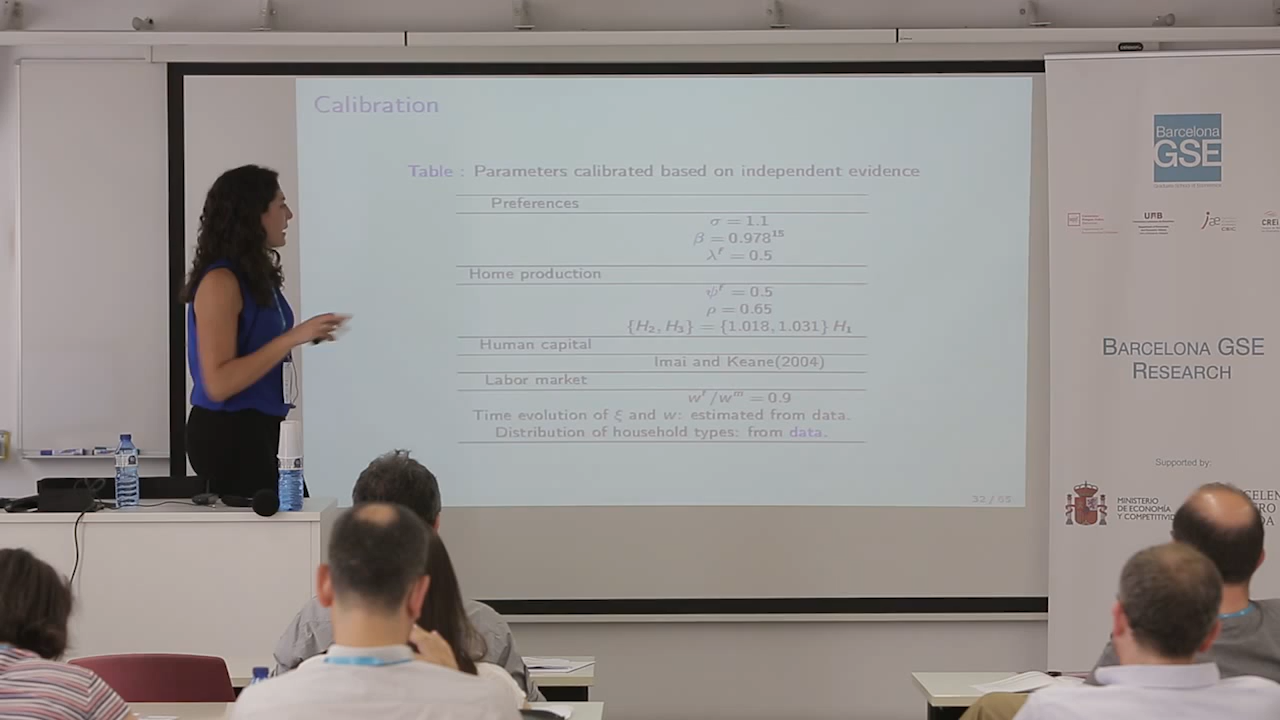 Calibration
Table : Parameters calibrated based on independent evidence
Preferences
σ = 1.1
β = 0.978¹⁵
λᶠ = 0.5
Home production
ψᶠ = 0.5
ρ = 0.65
{H₂, H₃} = {1.018, 1.031} H₁
Human capital
Imai and Keane(2004)
Labor market
wᶠ/wᵐ = 0.9
Time evolution of ξ and w: estimated from data.
Distribution of household types: from data.
32 / 55
Barcelona
GSE
UAB
CREi
BARCELONA GSE
RESEARCH
Supported by:
MINISTERIO
DE ECONOMÍA
Y COMPETITIVID